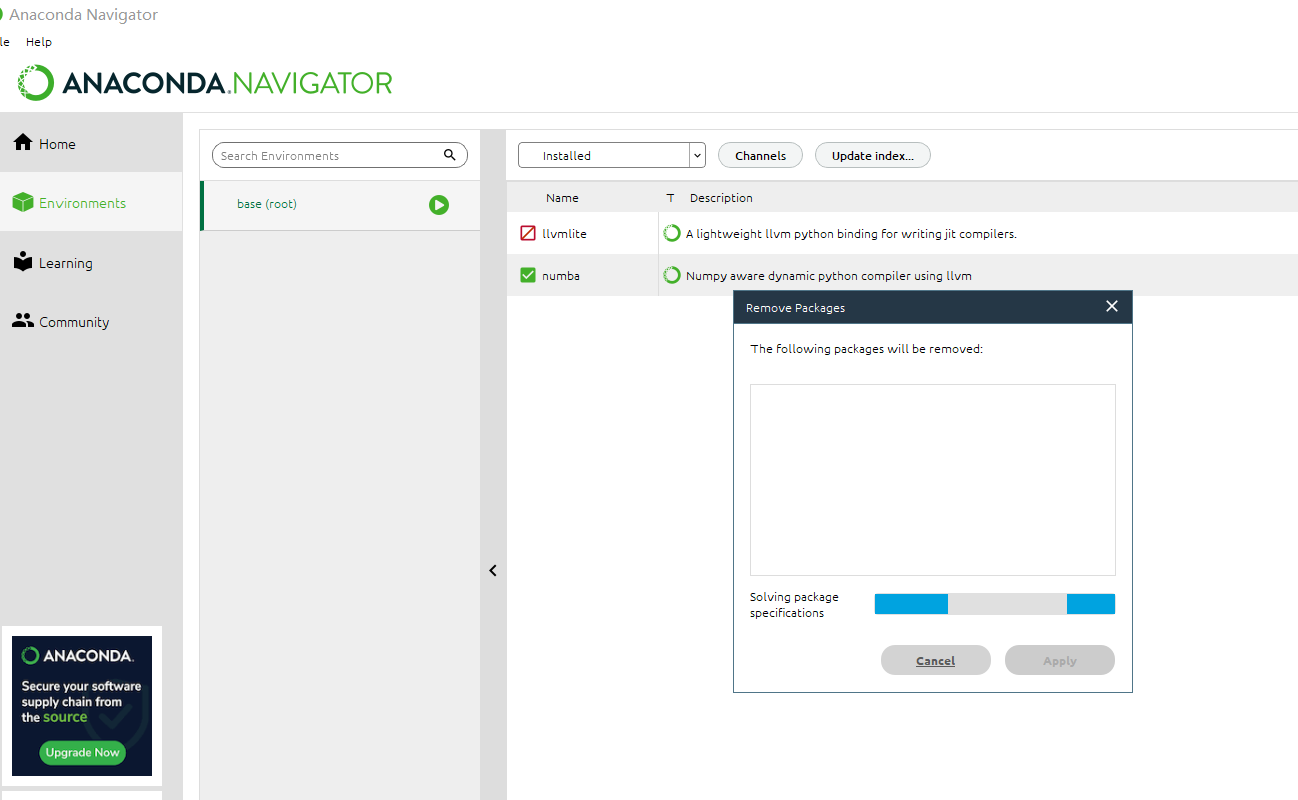 Anaconda Navigator
le Help
ANACONDA.NAVIGATOR
Home
Environments
Learning
Community
ANACONDA.
Secure your software
supply chain from
the source
Upgrade Now
Search Environments
base (root)
Installed Channels Update index...
Name T Description
llvmlite A lightweight llvm python binding for writing jit compilers.
numba Numpy aware dynamic python compiler using llvm
Remove Packages
The following packages will be removed:
Solving package
specifications
Cancel Apply